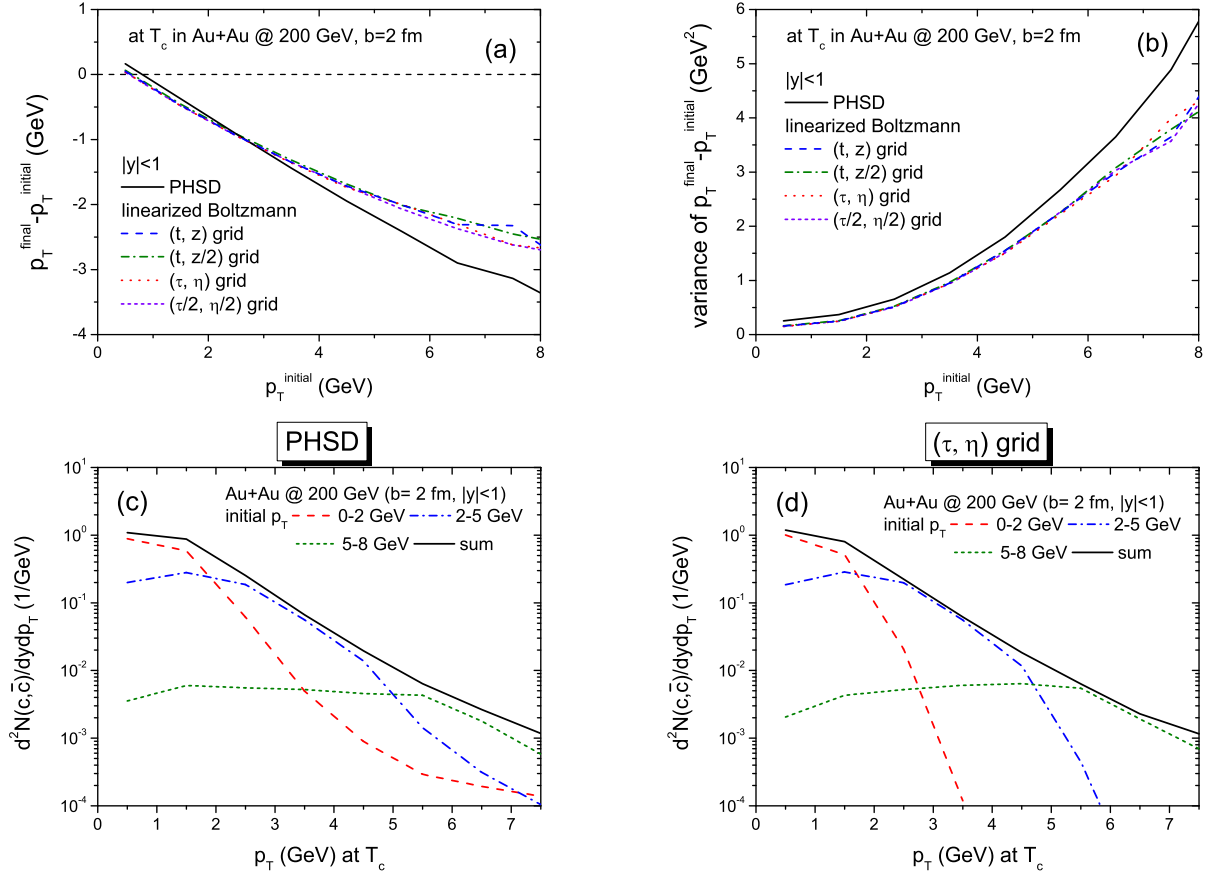 at T_c in Au+Au @ 200 GeV, b=2 fm
(a)
|y|<1
PHSD
linearized Boltzmann
(t, z) grid
(t, z/2) grid
(τ, η) grid
(τ/2, η/2) grid
1
0
-1
-2
-3
-4
0
2
4
6
8
p_T^final-p_T^initial (GeV)
p_T^initial (GeV)
at T_c in Au+Au @ 200 GeV, b=2 fm
(b)
|y|<1
PHSD
linearized Boltzmann
(t, z) grid
(t, z/2) grid
(τ, η) grid
(τ/2, η/2) grid
6
5
4
3
2
1
0
0
2
4
6
8
variance of p_T^final-p_T^initial (GeV^2)
p_T^initial (GeV)
PHSD
(c)
Au+Au @ 200 GeV (b= 2 fm, |y|<1)
initial p_T 0-2 GeV 2-5 GeV
5-8 GeV sum
10^1
10^0
10^-1
10^-2
10^-3
10^-4
0 1 2 3 4 5 6 7
d^2N(c,c̄)/dydp_T (1/GeV)
p_T (GeV) at T_c
(τ, η) grid
(d)
Au+Au @ 200 GeV (b= 2 fm, |y|<1)
initial p_T 0-2 GeV 2-5 GeV
5-8 GeV sum
10^1
10^0
10^-1
10^-2
10^-3
10^-4
0 1 2 3 4 5 6 7
d^2N(c,c̄)/dydp_T (1/GeV)
p_T (GeV) at T_c